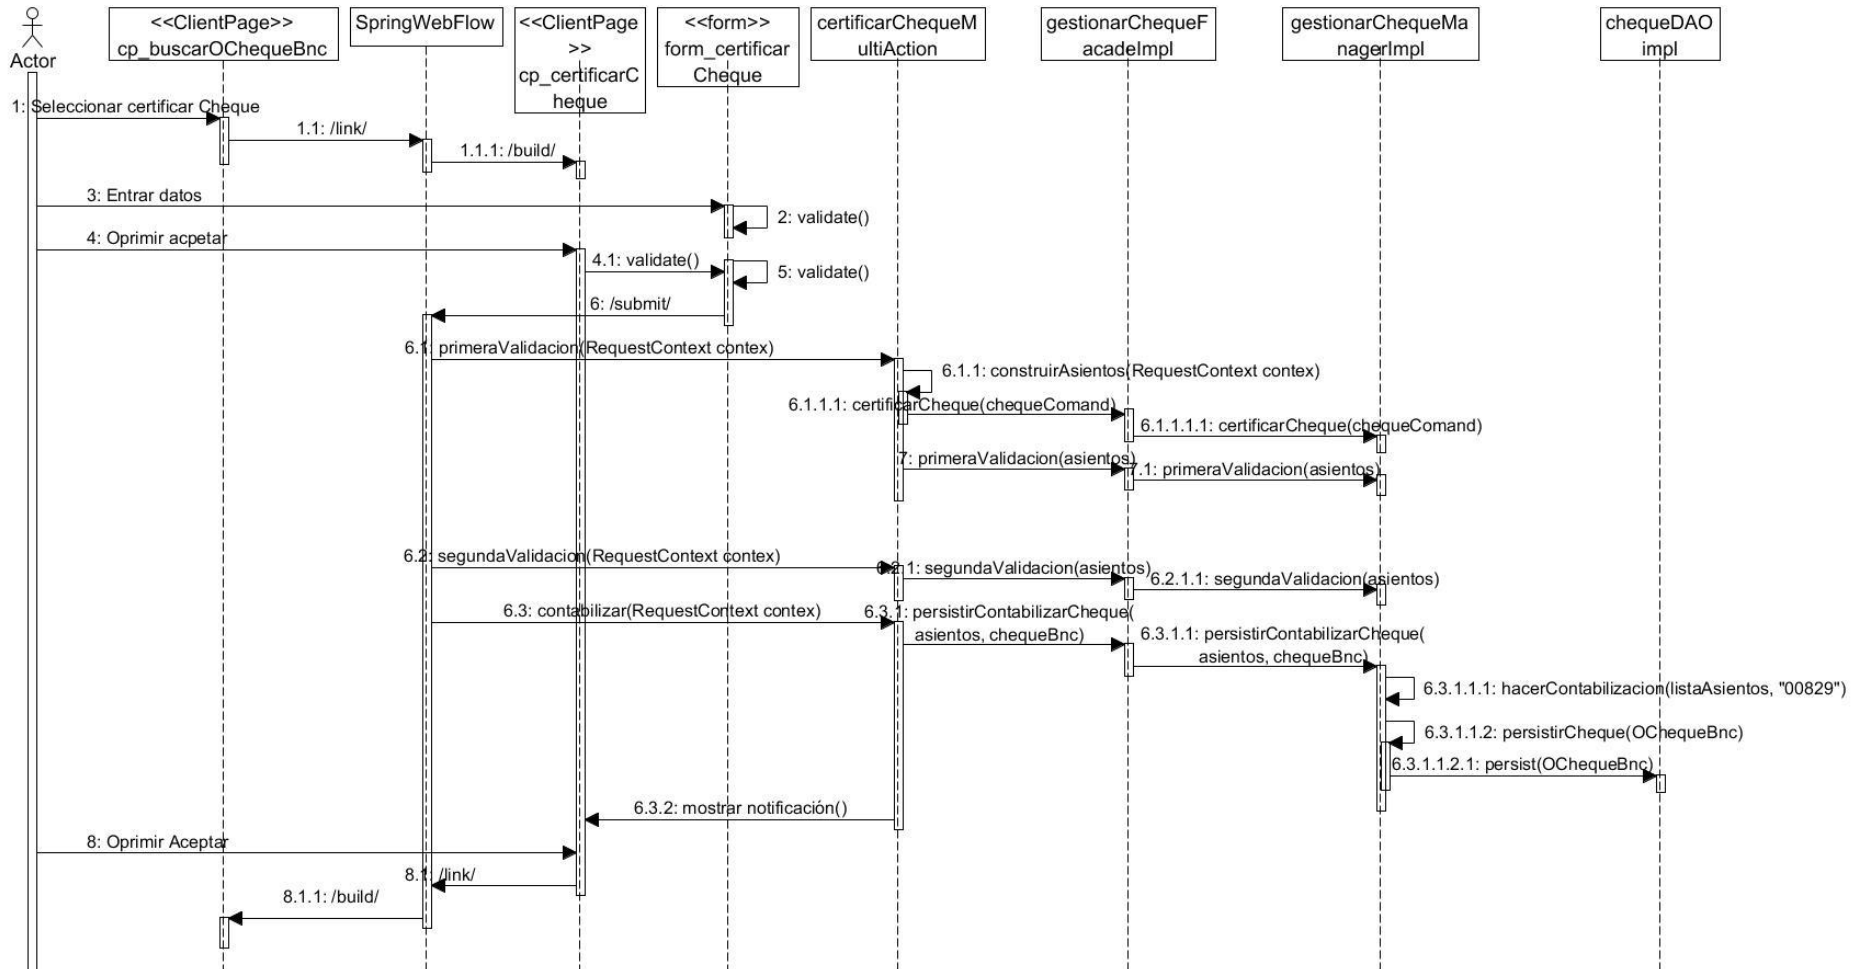 <<ClientPage>>
cp_buscarOChequeBnc
SpringWebFlow
<<ClientPage
>>
cp_certificarC
heque
<<form>>
form_certificar
Cheque
certificarChequeM
ultiAction
gestionarChequeF
acadeImpl
gestionarChequeMa
nagerImpl
chequeDAO
impl
Actor
1: Seleccionar certificar Cheque
1.1: /link/
1.1.1: /build/
3: Entrar datos
2: validate()
4: Oprimir acpetar
4.1: validate()
5: validate()
6: /submit/
6.1: primeraValidacion(RequestContext contex)
6.1.1: construirAsientos(RequestContext contex)
6.1.1.1: certificarCheque(chequeComand)
6.1.1.1.1: certificarCheque(chequeComand)
7: primeraValidacion(asientos)
7.1: primeraValidacion(asientos)
6.2: segundaValidacion(RequestContext contex)
6.2.1: segundaValidacion(asientos)
6.2.1.1: segundaValidacion(asientos)
6.3: contabilizar(RequestContext contex)
6.3.1: persistirContabilizarCheque(
asientos, chequeBnc)
6.3.1.1: persistirContabilizarCheque(
asientos, chequeBnc)
6.3.1.1.1: hacerContabilizacion(listaAsientos, "00829")
6.3.1.1.2: persistirCheque(OChequeBnc)
6.3.1.1.2.1: persist(OChequeBnc)
6.3.2: mostrar notificación()
8: Oprimir Aceptar
8.1: /link/
8.1.1: /build/